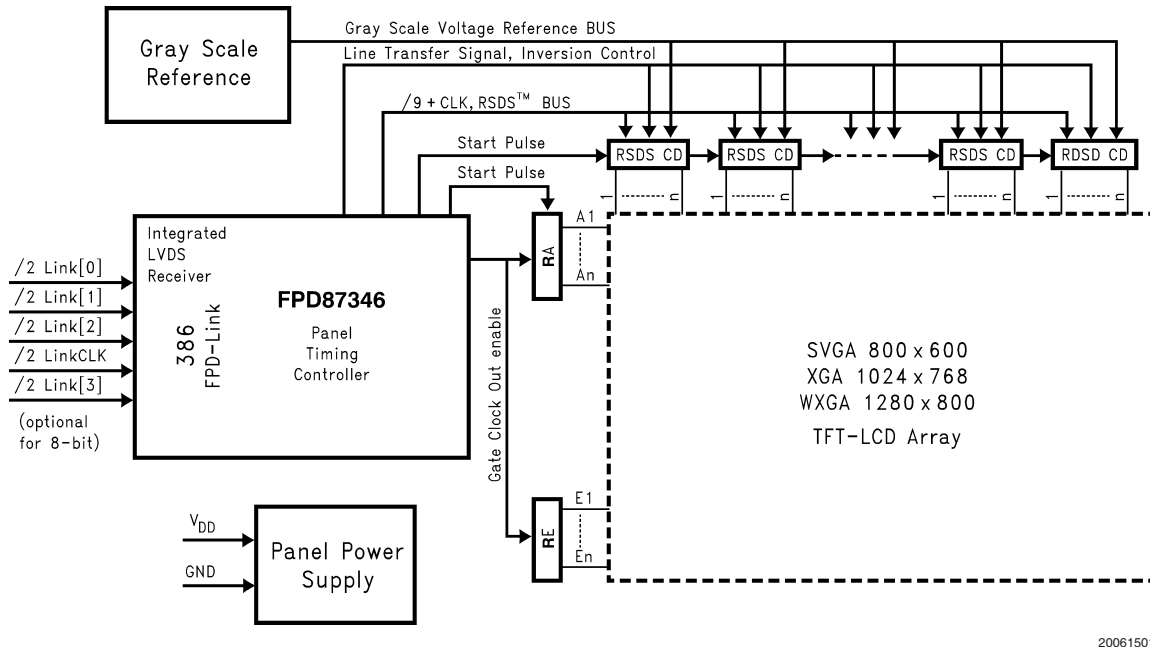 Gray Scale
Reference
Gray Scale Voltage Reference BUS
Line Transfer Signal, Inversion Control
/9 + CLK, RSDS™ BUS
Start Pulse
Start Pulse
RSDS CD
RSDS CD
RSDS CD
RDSD CD
1 n
1 n
1 n
1 n
Integrated
LVDS
Receiver
386
FPD-Link
FPD87346
Panel
Timing
Controller
/2 Link[0]
/2 Link[1]
/2 Link[2]
/2 LinkCLK
/2 Link[3]
(optional
for 8-bit)
Gate Clock Out enable
RA
A1
An
RE
E1
En
SVGA 800 x 600
XGA 1024 x 768
WXGA 1280 x 800
TFT-LCD Array
VDD
GND
Panel Power
Supply
20061501